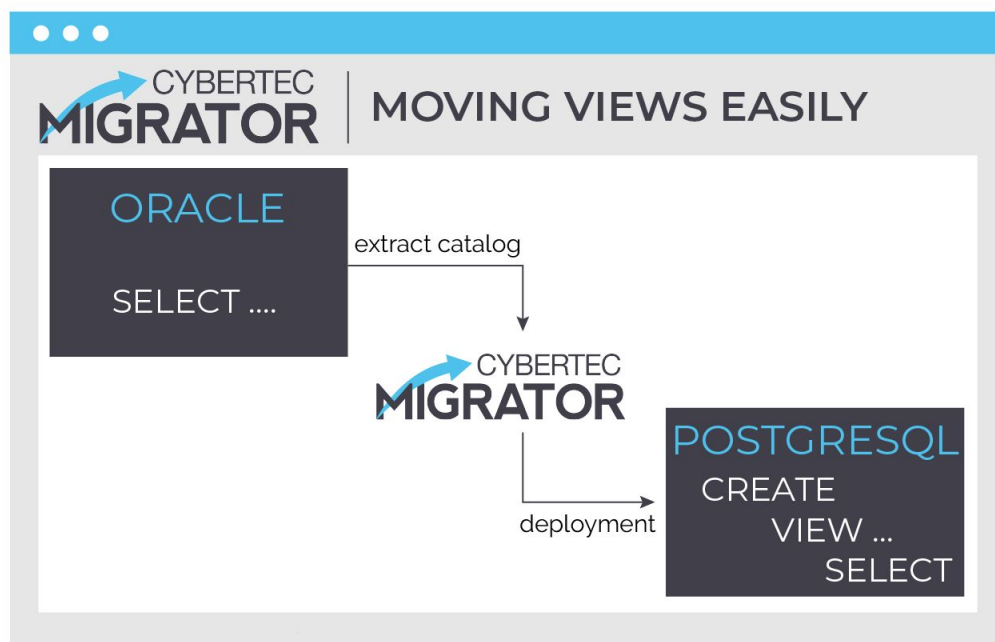 CYBERTEC
MIGRATOR
MOVING VIEWS EASILY
ORACLE
SELECT ....
extract catalog
CYBERTEC
MIGRATOR
deployment
POSTGRESQL
CREATE
VIEW ...
SELECT